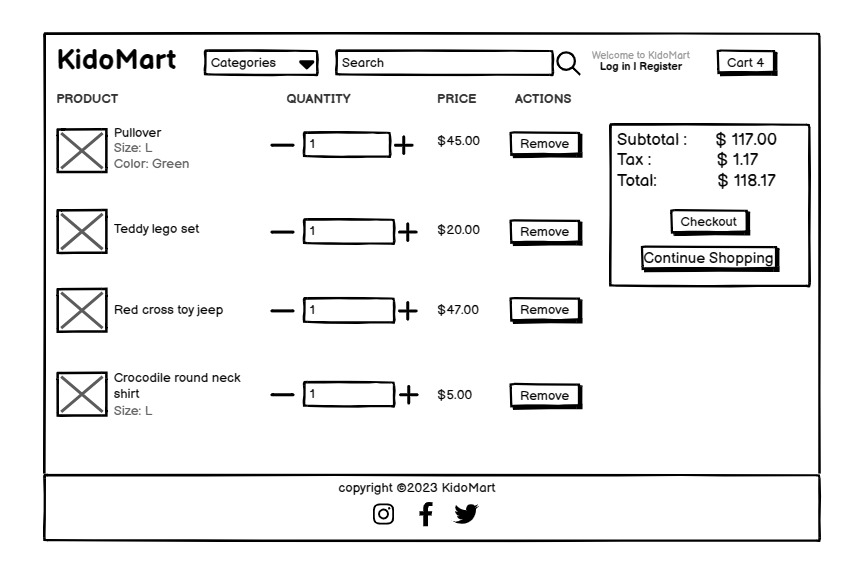 KidoMart
Categories
Search
Welcome to KidoMart
Log in | Register
Cart 4
PRODUCT QUANTITY PRICE ACTIONS
Pullover
Size: L
Color: Green
1
$45.00
Remove
Teddy lego set
1
$20.00
Remove
Red cross toy jeep
1
$47.00
Remove
Crocodile round neck
shirt
Size: L
1
$5.00
Remove
Subtotal : $ 117.00
Tax : $ 1.17
Total: $ 118.17
Checkout
Continue Shopping
copyright ©2023 KidoMart